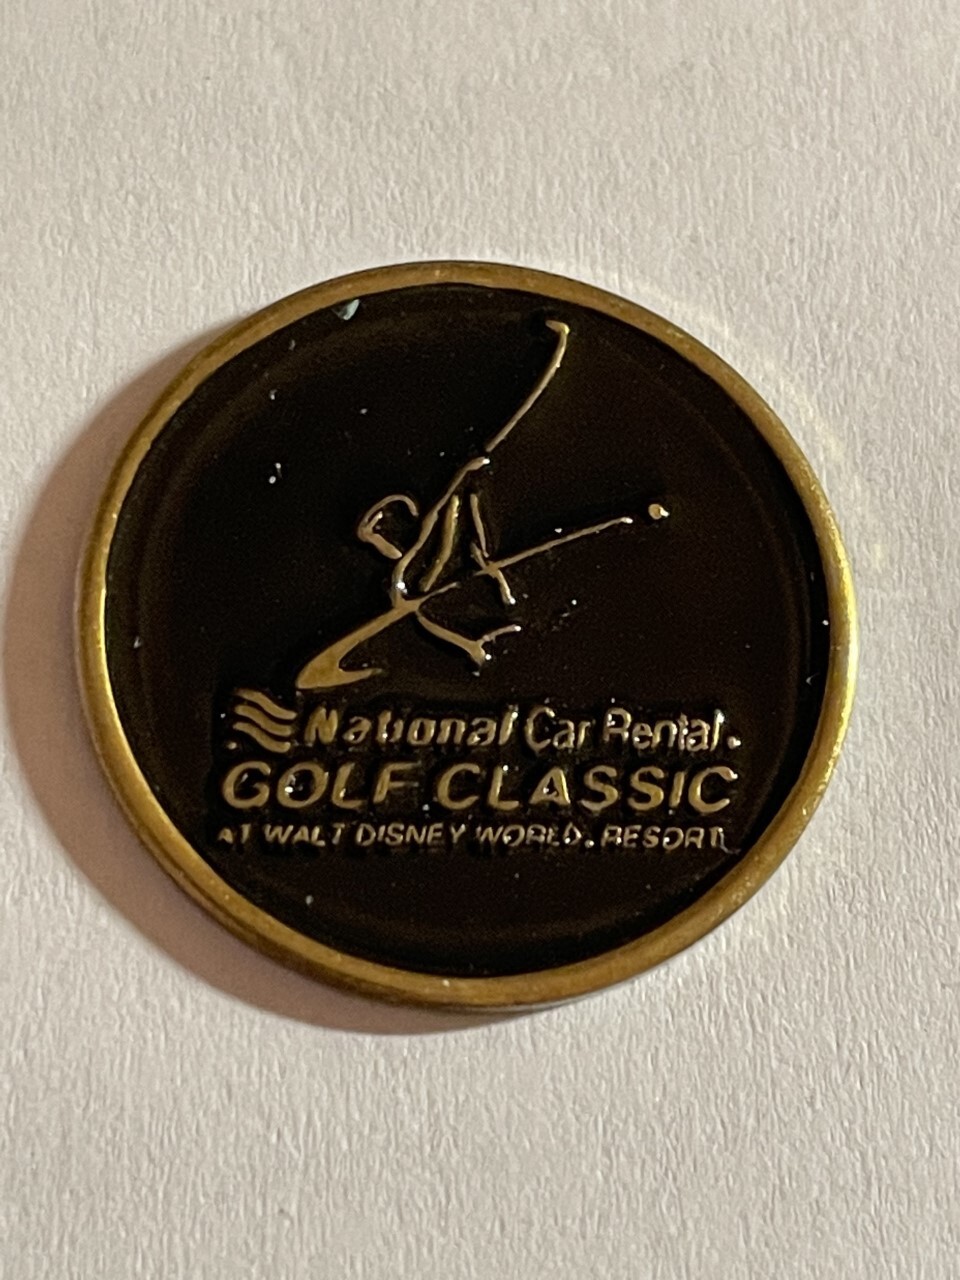 National Car Rental.
GOLF CLASSIC
AT WALT DISNEY WORLD. RESORT